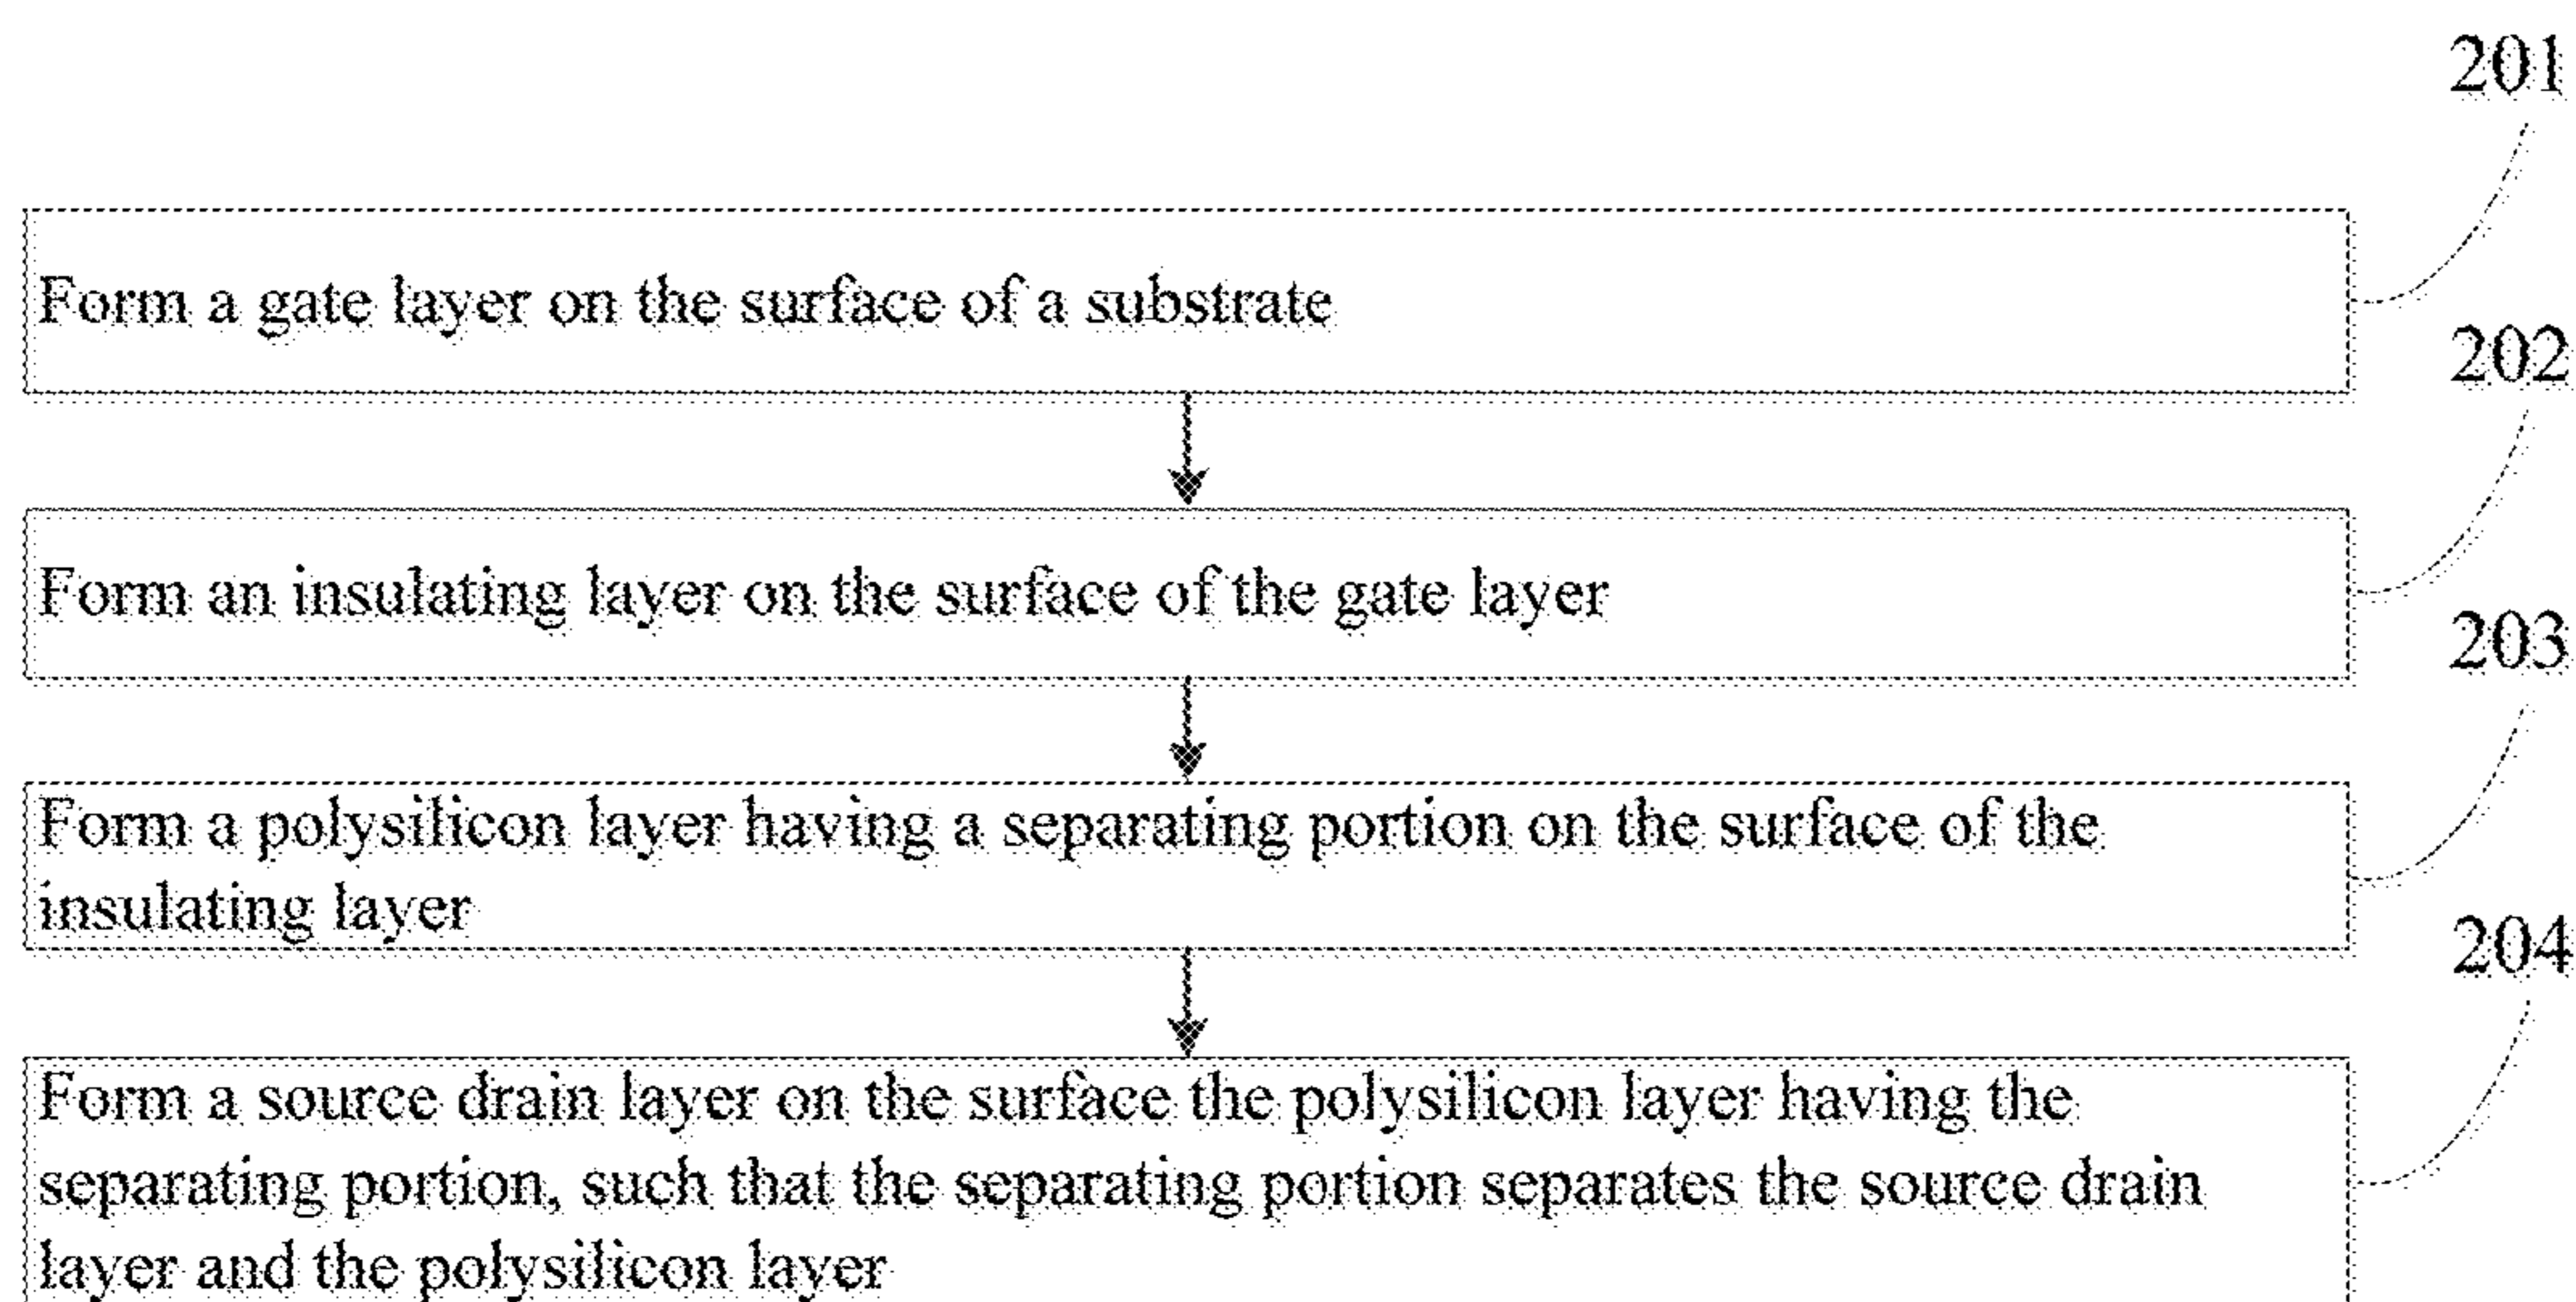 201
Form a gate layer on the surface of a substrate
202
Form an insulating layer on the surface of the gate layer
203
Form a polysilicon layer having a separating portion on the surface of the
insulating layer
204
Form a source drain layer on the surface the polysilicon layer having the
separating portion, such that the separating portion separates the source drain
layer and the polysilicon layer